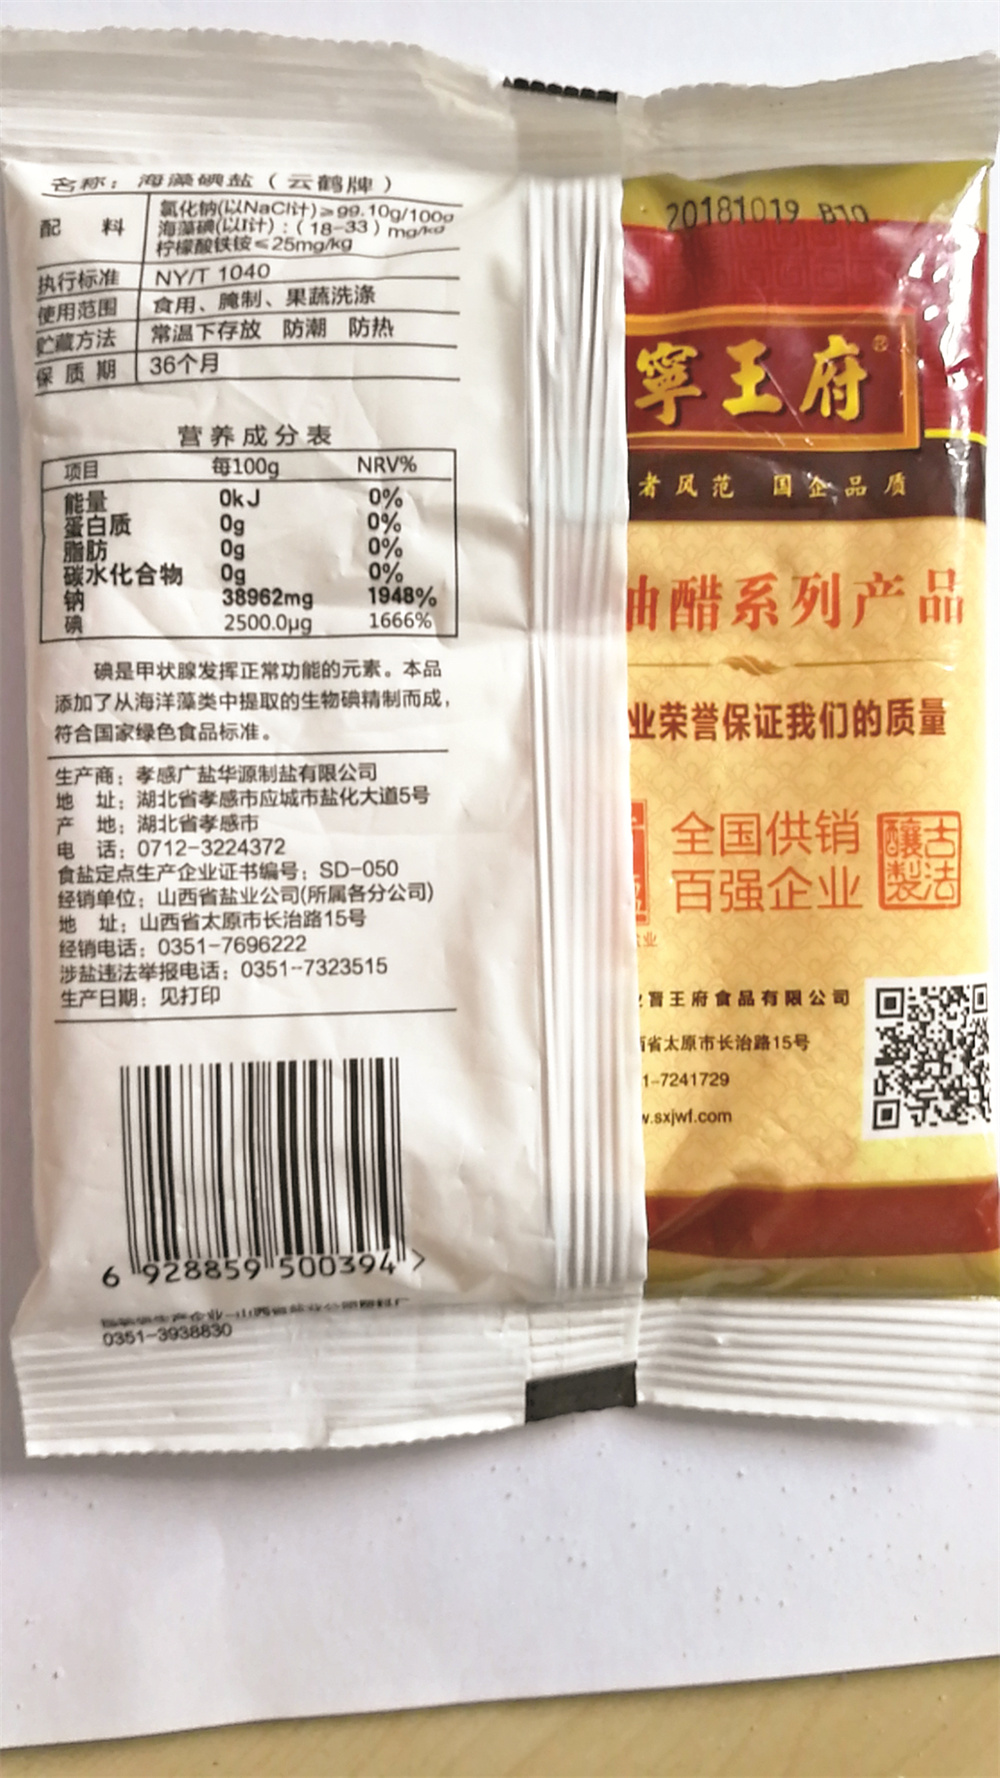 名称：海藻碘盐（云鹤牌）
配 料
氯化钠(以NaCl计)≥99.10g/100g
海藻碘(以I计)：(18-33) mg/kg
柠檬酸铁铵≤25mg/kg
执行标准 NY/T 1040
使用范围 食用、腌制、果蔬洗涤
贮藏方法 常温下存放 防潮 防热
保质期 36个月
营养成分表
项目 每100g NRV%
能量 0kJ 0%
蛋白质 0g 0%
脂肪 0g 0%
碳水化合物 0g 0%
钠 38962mg 1948%
碘 2500.0μg 1666%
碘是甲状腺发挥正常功能的元素。本品
添加了从海洋藻类中提取的生物碘精制而成，
符合国家绿色食品标准。
生产商：孝感广盐华源制盐有限公司
地 址：湖北省孝感市应城市盐化大道5号
产 地：湖北省孝感市
电 话：0712-3224372
食盐定点生产企业证书编号：SD-050
经销单位：山西省盐业公司(所属各分公司)
地 址：山西省太原市长治路15号
经销电话：0351-7696222
涉盐违法举报电话：0351--7323515
生产日期：见打印
6 928859 500394 >
0351-3938830
20181019 B10
寧王府
者风范 国企品质
油醋系列产品
业荣誉保证我们的质量
全国供销
百强企业
古法
釀製
业
晋王府食品有限公司
省太原市长治路15号
1-7241729
w.sxjwf.com